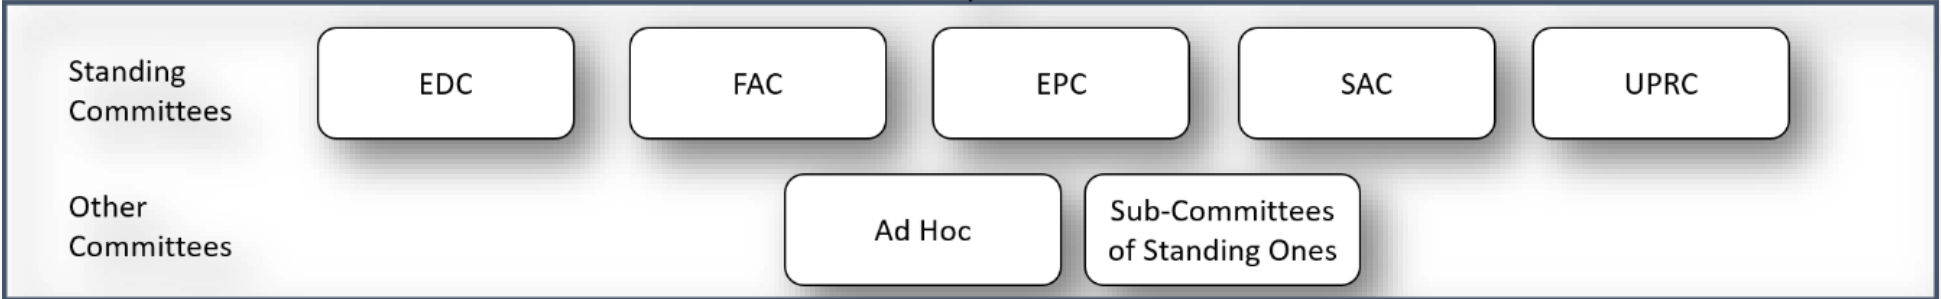 Standing
Committees
EDC
FAC
EPC
SAC
UPRC
Other
Committees
Ad Hoc
Sub-Committees
of Standing Ones